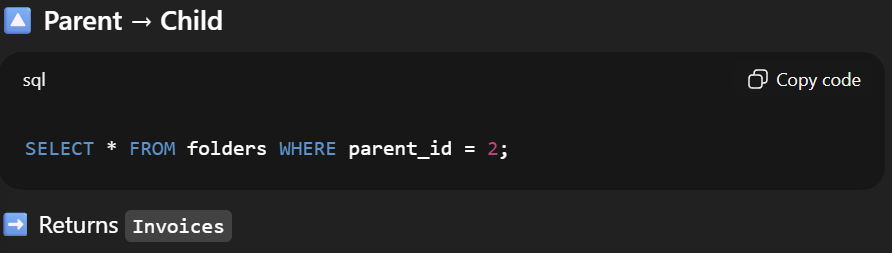 🔼 Parent → Child
sql Copy code
SELECT * FROM folders WHERE parent_id = 2;
➡️ Returns Invoices